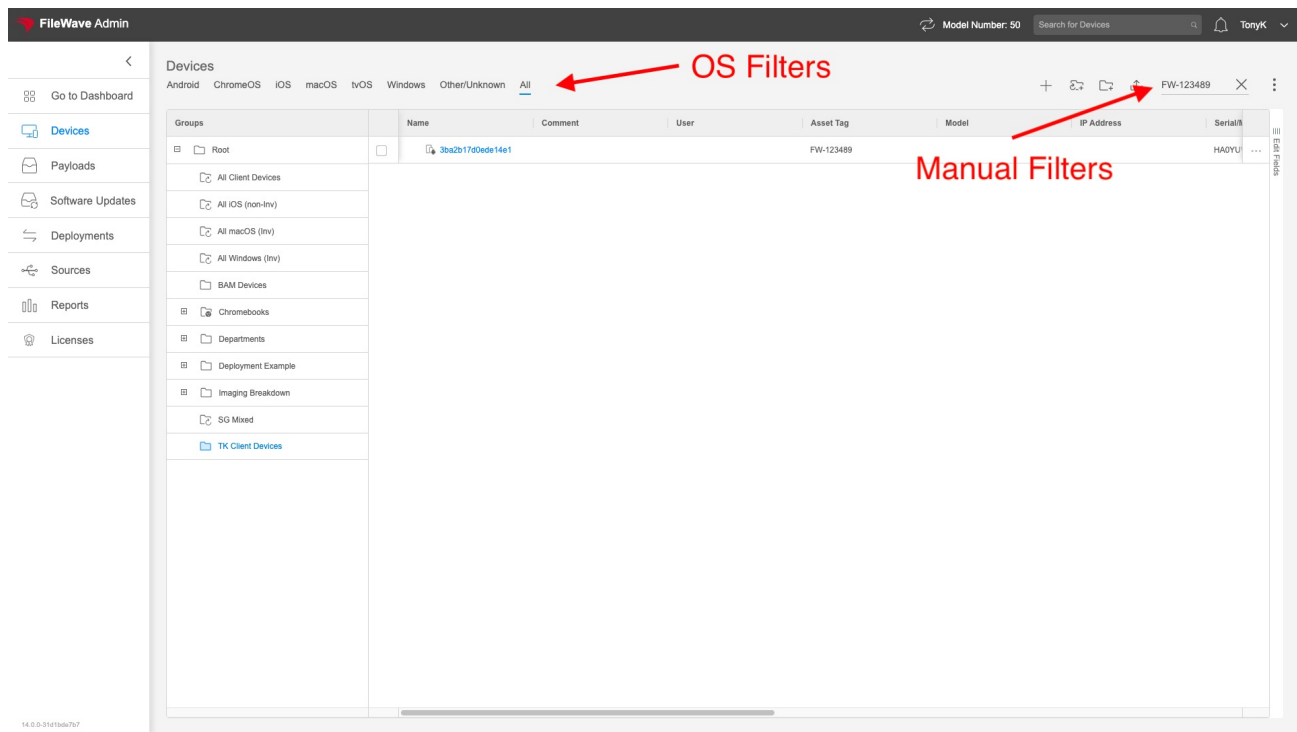 FileWave Admin
Model Number: 50
Search for Devices
TonyK
Go to Dashboard
Devices
Payloads
Software Updates
Deployments
Sources
Reports
Licenses
14.0.0-31d1bde7b7
Devices
Android ChromeOS iOS macOS tvOS Windows Other/Unknown All
OS Filters
FW-123489
Manual Filters
Groups
Root
All Client Devices
All iOS (non-Inv)
All macOS (Inv)
All Windows (Inv)
BAM Devices
Chromebooks
Departments
Deployment Example
Imaging Breakdown
SG Mixed
TK Client Devices
Name Comment User Asset Tag Model IP Address
3ba2b17d0ede14e1 FW-123489 HA0YU
Edit Fields